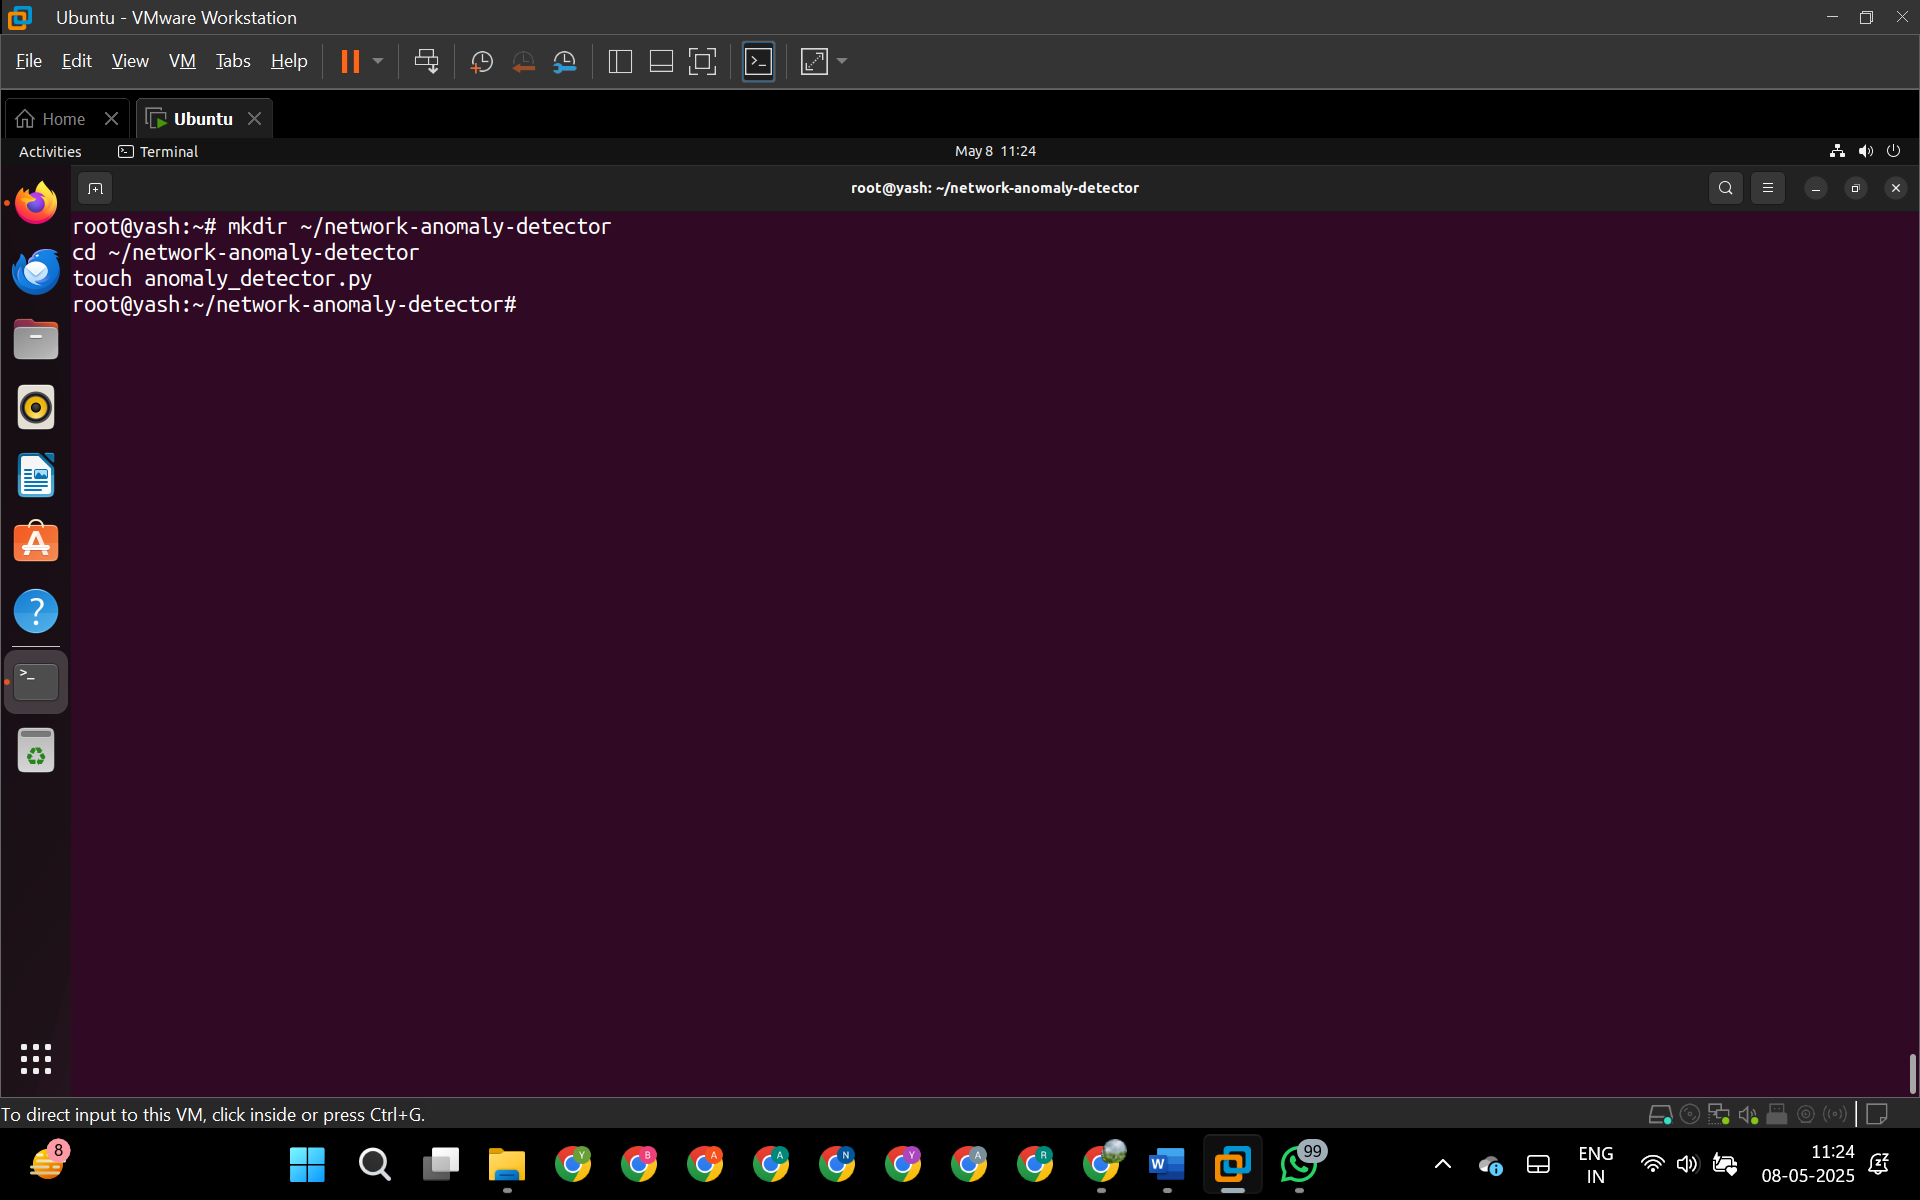 Ubuntu - VMware Workstation
File Edit View VM Tabs Help
Home
Ubuntu
Activities
Terminal
May 8 11:24
root@yash: ~/network-anomaly-detector
root@yash:~# mkdir ~/network-anomaly-detector
cd ~/network-anomaly-detector
touch anomaly_detector.py
root@yash:~/network-anomaly-detector#
To direct input to this VM, click inside or press Ctrl+G.
8
Y
B
A
A
N
Y
A
R
W
99
ENG
IN
11:24
08-05-2025